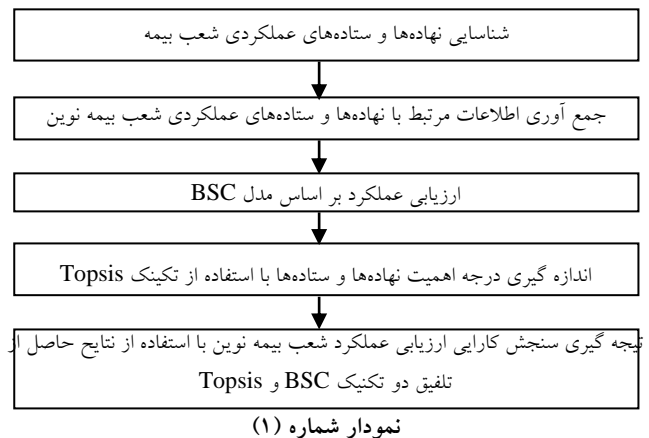 شناسایی نهاده‌ها و ستاده‌های عملکردی شعب بیمه
جمع آوری اطلاعات مرتبط با نهاده‌ها و ستاده‌های عملکردی شعب بیمه نوین
ارزیابی عملکرد بر اساس مدل BSC
اندازه گیری درجه اهمیت نهاده‌ها و ستاده‌ها با استفاده از تکینک Topsis
تیجه گیری سنجش کارایی ارزیابی عملکرد شعب بیمه نوین با استفاده از نتایج حاصل از
تلفیق دو تکنیک BSC و Topsis
نمودار شماره (۱)